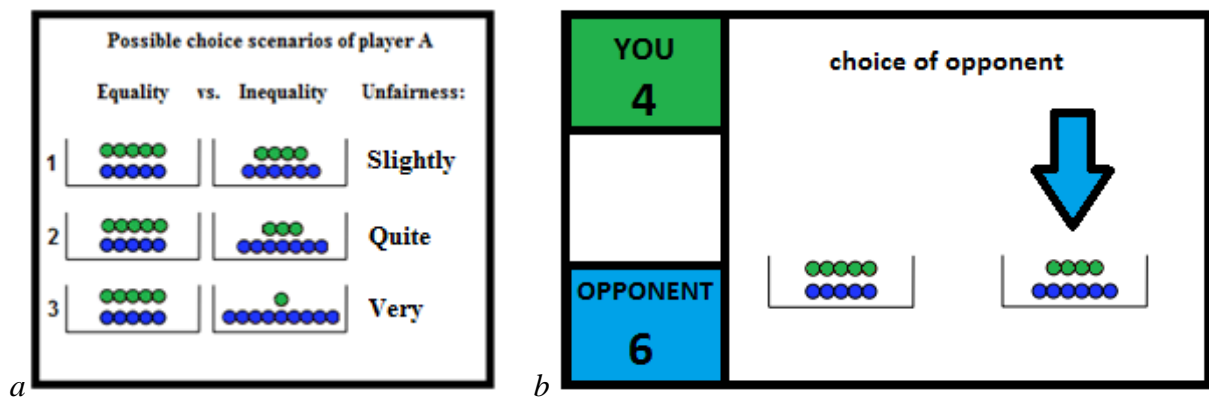 Possible choice scenarios of player A
Equality vs. Inequality Unfairness:
1 Slightly
2 Quite
3 Very
a
YOU
4
OPPONENT
6
choice of opponent
b